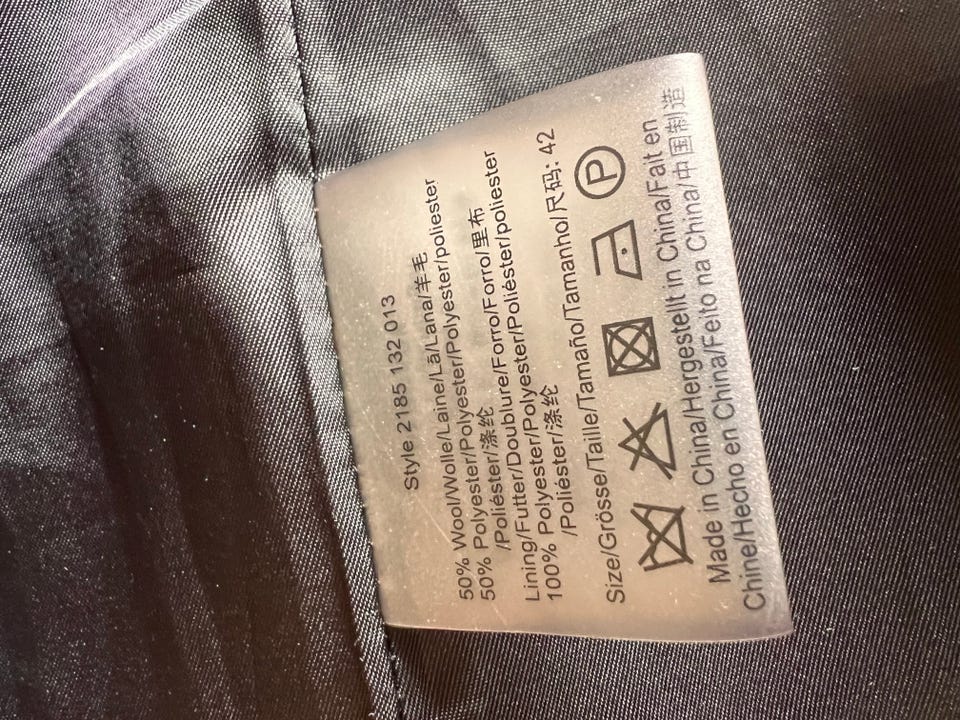 Style 2185 132 013
50% Wool/Wolle/Laine/Lã/Lana/羊毛
50% Polyester/Polyester/Polyester/poliester
/Poliéster/涤纶
Lining/Futter/Doublure/Forro/Forro/里布
100% Polyester/Polyester/Poliéster/poliester
/Poliéster/涤纶
Size/Grösse/Taille/Tamaño/Tamanho/尺码: 42
P
Made in China/Hergestellt in China/Fait en
Chine/Hecho en China/Feito na China/中国制造